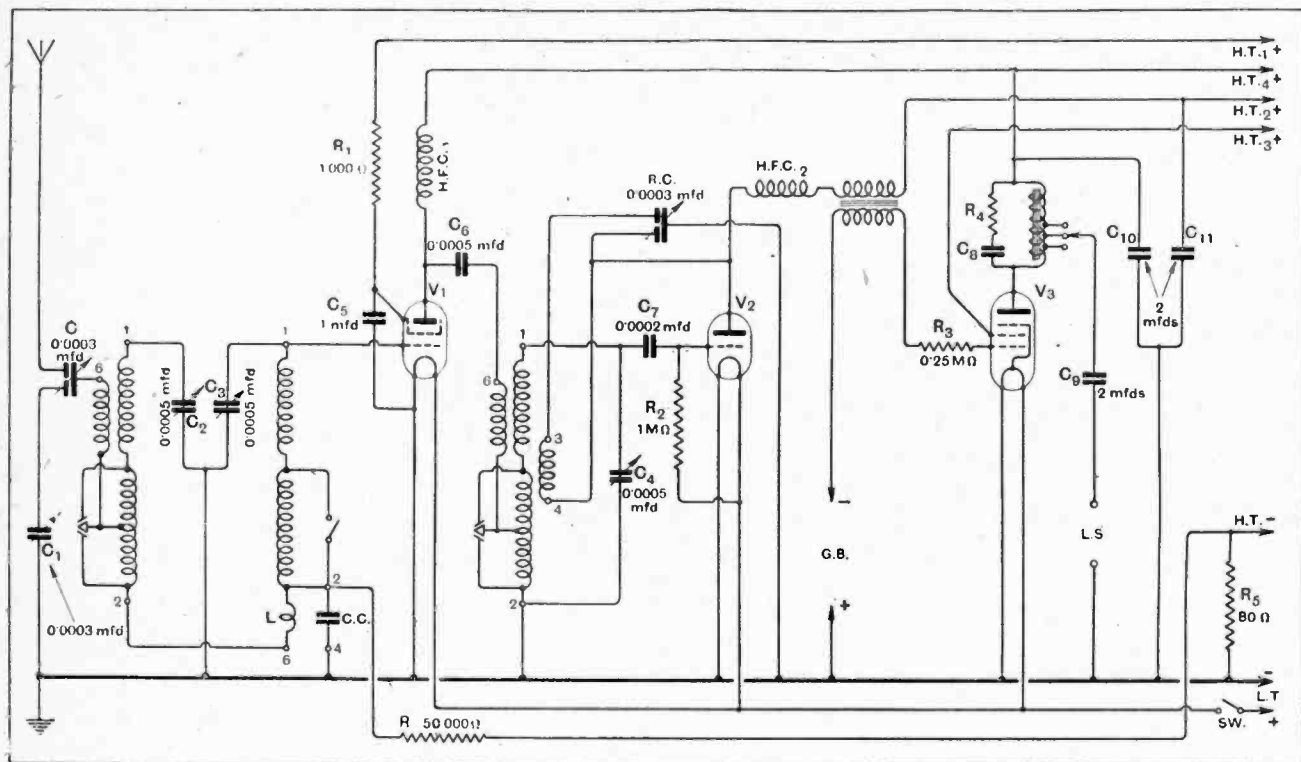 H.T.1+
H.T.4+
H.T.2+
H.T.3+
R1
1000 Ω
H.F.C.1
R.C.
0·0003 mfd
H.F.C.2
C6
0·0005 mfd
R4
C8
C10
C11
2
mfds
V1
V2
V3
C5
1 mfd
C7
0·0002 mfd
R3
0·25 MΩ
C
0·0003
mfd
6
1
C2
0·0005 mfd
C3
0·0005 mfd
1
6
1
3
4
R2
1 MΩ
C4
0·0005
mfd
C9
2 mfds
C1
0·0003 mfd
2
L
2
C.C.
6
4
2
−
G.B.
+
L.S
H.T.−
R5
80 Ω
−
L.T
+
SW.
R 50,000 Ω